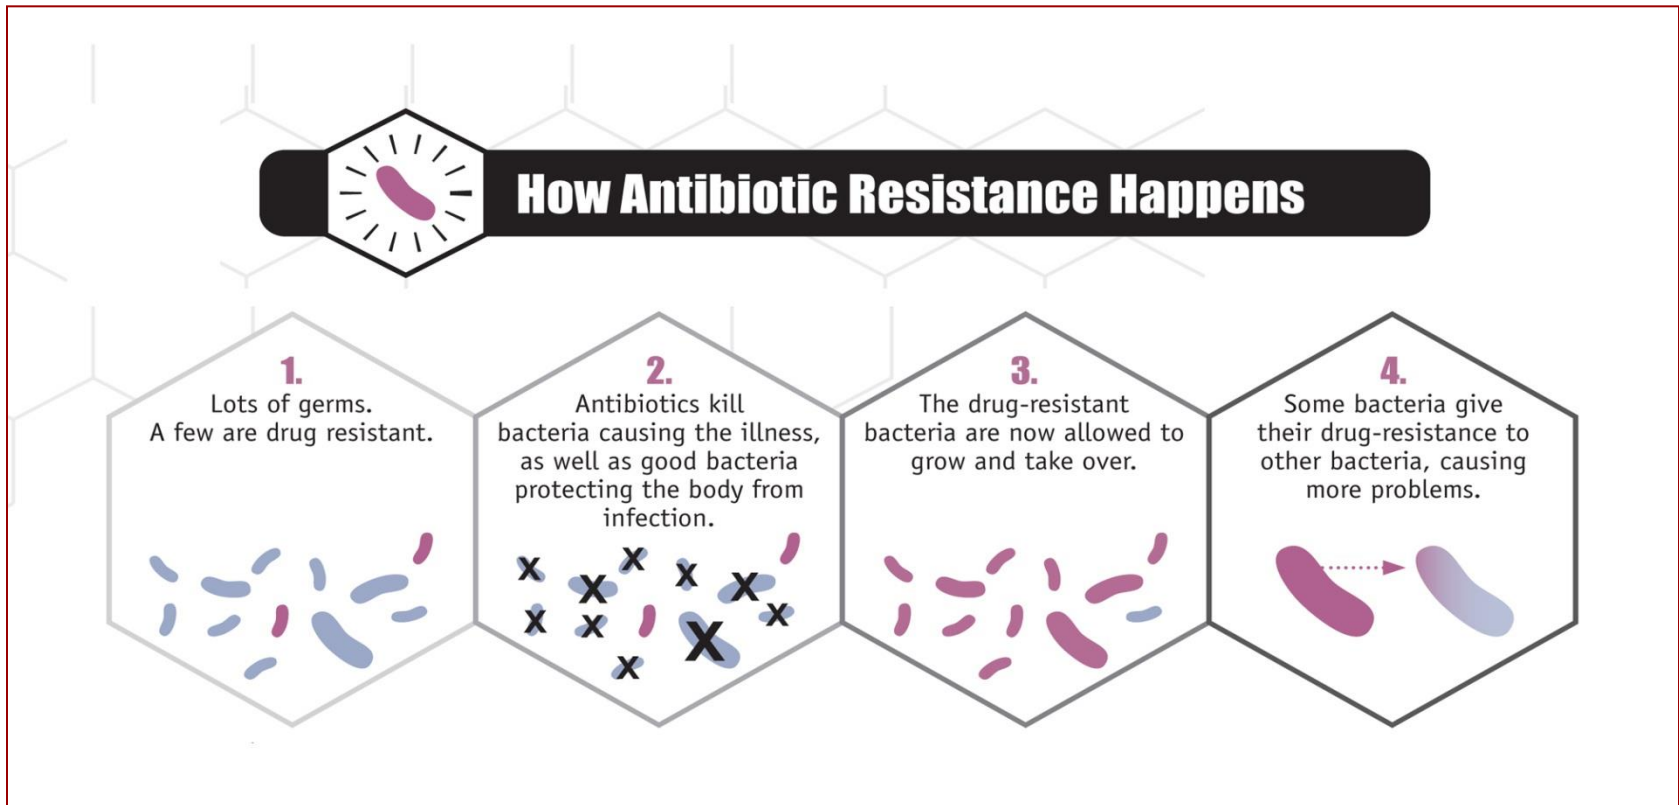 How Antibiotic Resistance Happens
1.
Lots of germs.
A few are drug resistant.
2.
Antibiotics kill
bacteria causing the illness,
as well as good bacteria
protecting the body from
infection.
X X X X X X X X X X
3.
The drug-resistant
bacteria are now allowed to
grow and take over.
4.
Some bacteria give
their drug-resistance to
other bacteria, causing
more problems.